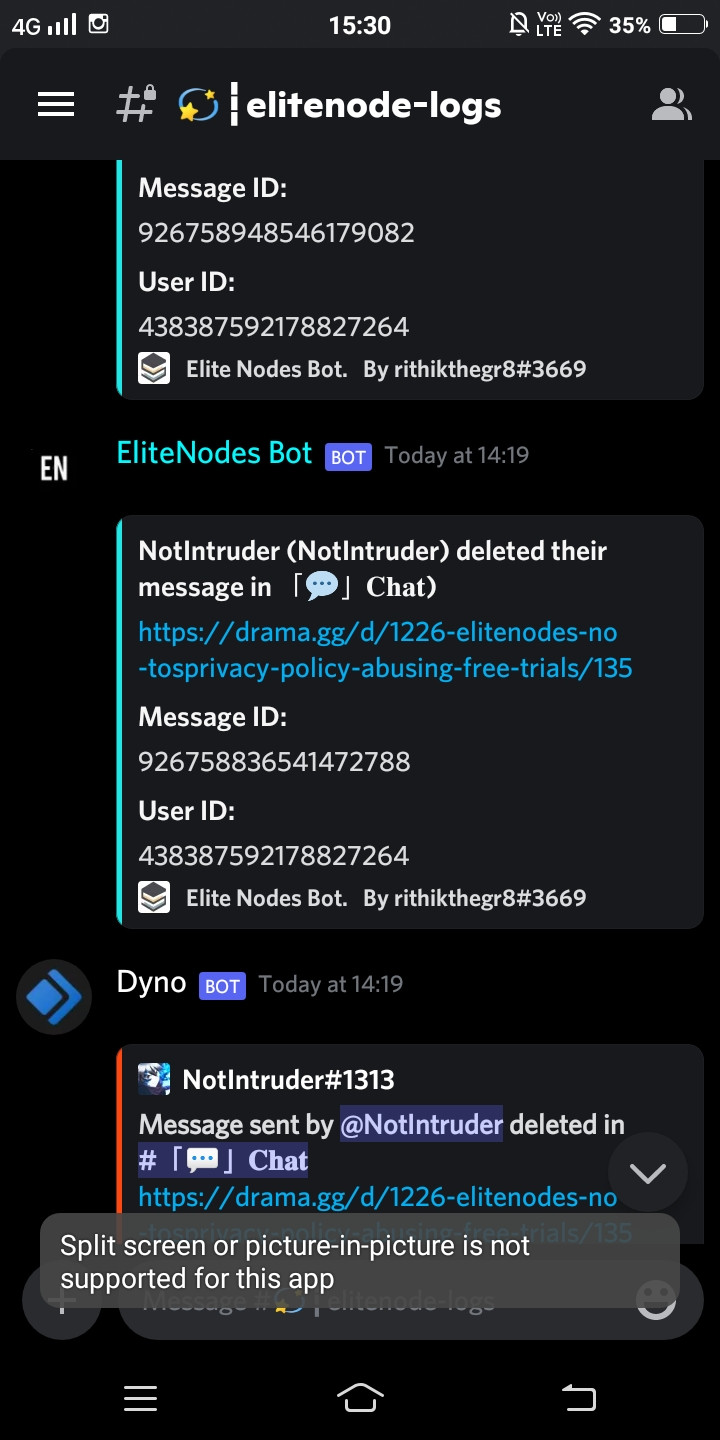 4G 15:30 Vo)) LTE 35%
# 💫┇elitenode-logs
Message ID:
926758948546179082
User ID:
438387592178827264
Elite Nodes Bot. By rithikthegr8#3669
EN EliteNodes Bot BOT Today at 14:19
NotIntruder (NotIntruder) deleted their
message in 「💬」 𝐂𝐡𝐚𝐭)
https://drama.gg/d/1226-elitenodes-no
-tosprivacy-policy-abusing-free-trials/135
Message ID:
926758836541472788
User ID:
438387592178827264
Elite Nodes Bot. By rithikthegr8#3669
Dyno BOT Today at 14:19
NotIntruder#1313
Message sent by @NotIntruder deleted in
# 「💬」 𝐂𝐡𝐚𝐭
https://drama.gg/d/1226-elitenodes-no
-tosprivacy-policy-abusing-free-trials/135
Split screen or picture-in-picture is not
supported for this app
Message #💫┇elitenode-logs